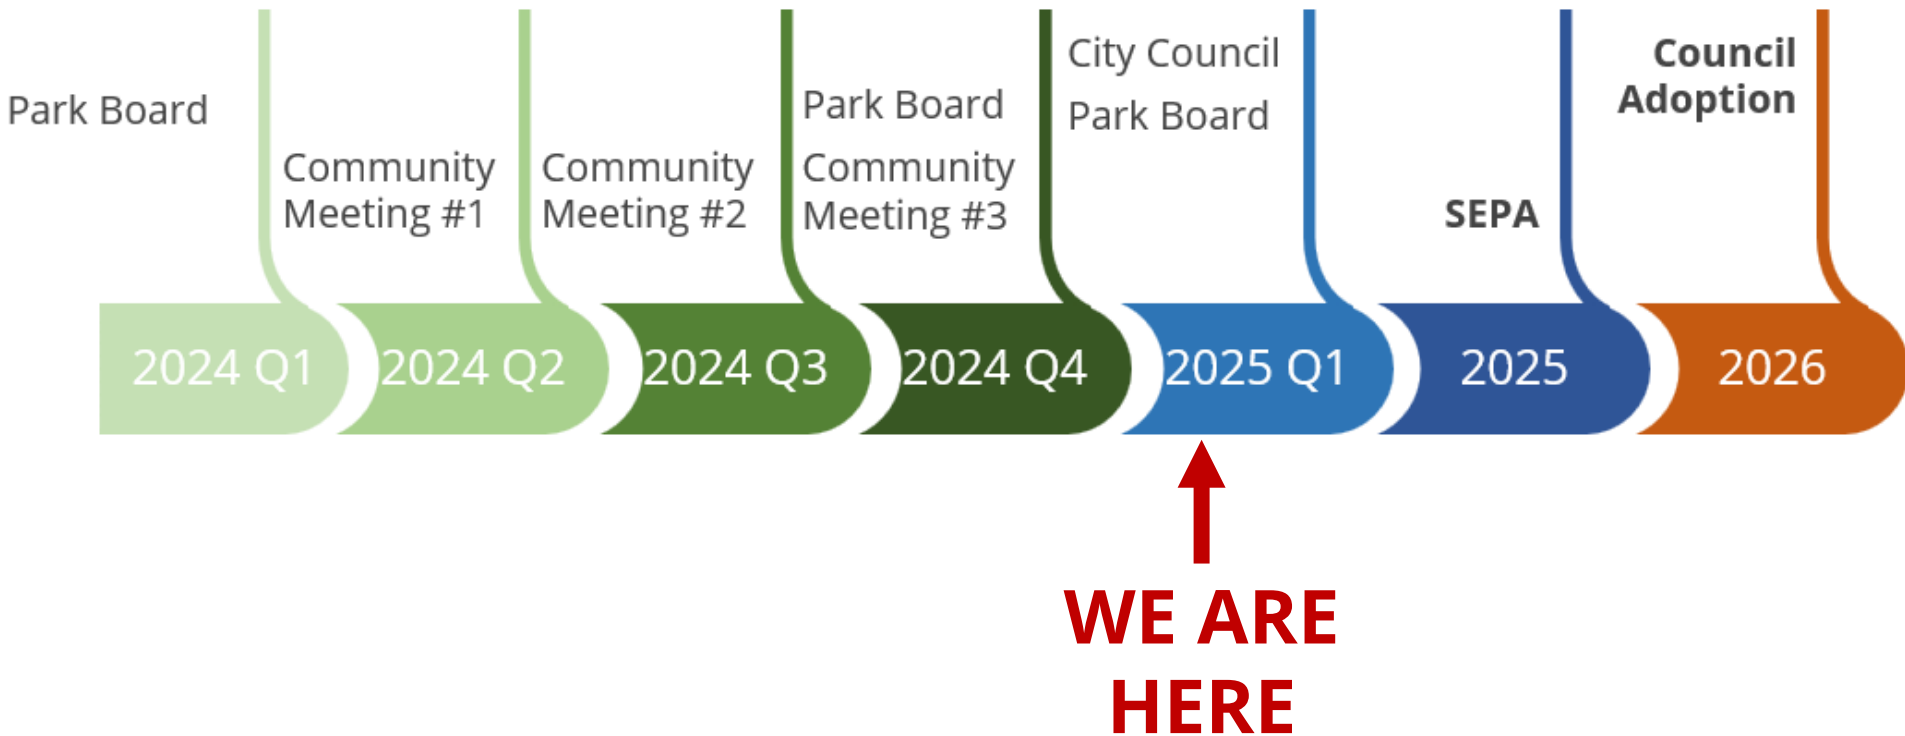 Park Board
Community
Meeting #1
Community
Meeting #2
Park Board
Community
Meeting #3
City Council
Park Board
SEPA
Council
Adoption
2024 Q1
2024 Q2
2024 Q3
2024 Q4
2025 Q1
2025
2026
WE ARE
HERE